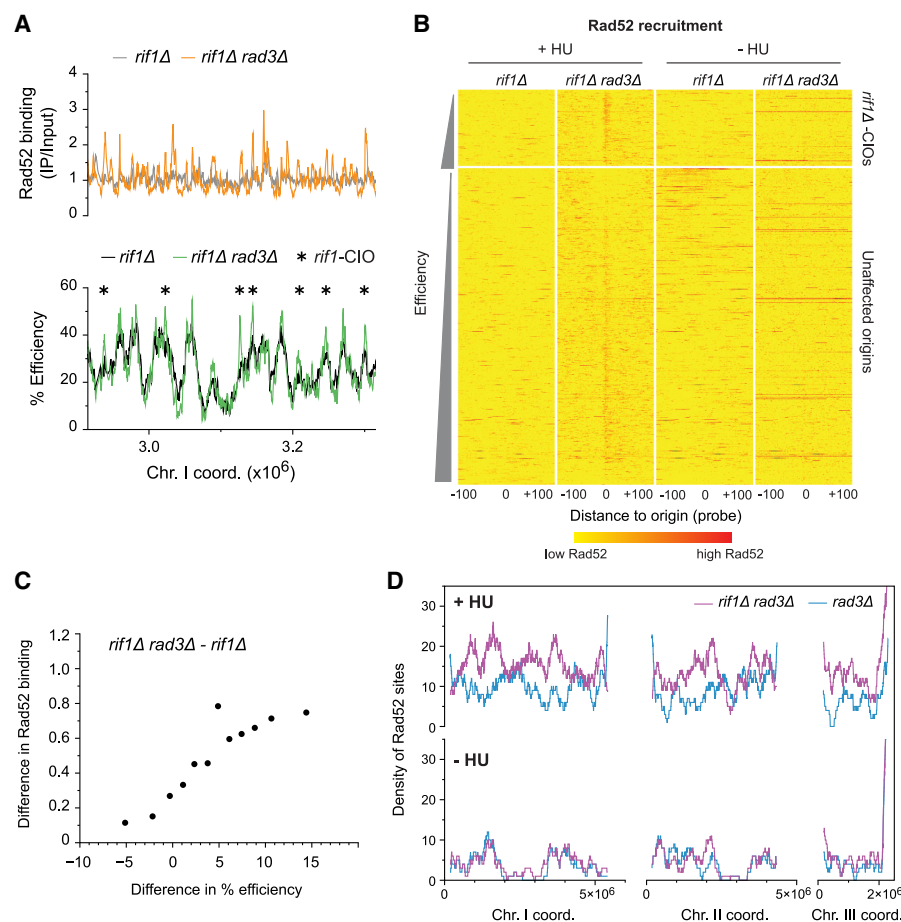 A
rif1Δ rif1Δ rad3Δ
Rad52 binding
(IP/Input)
4
3
2
1
0
rif1Δ rif1Δ rad3Δ * rif1-CIO
* * * * * * *
% Efficiency
60
40
20
0
3.0 3.2
Chr. I coord. (x10⁶)
B
Rad52 recruitment
+ HU - HU
rif1Δ rif1Δ rad3Δ rif1Δ rif1Δ rad3Δ
rif1Δ -CIOs
Efficiency
Unaffected origins
-100 0 +100 -100 0 +100 -100 0 +100 -100 0 +100
Distance to origin (probe)
low Rad52 high Rad52
C
rif1Δ rad3Δ - rif1Δ
Difference in Rad52 binding
1.2
1.0
0.8
0.6
0.4
0.2
0
−10 −5 0 5 10 15
Difference in % efficiency
D
+ HU
rif1Δ rad3Δ rad3Δ
Density of Rad52 sites
30
20
10
0
- HU
30
20
10
0
0 5×10⁶ 0 5×10⁶ 0 2×10⁶
Chr. I coord. Chr. II coord. Chr. III coord.